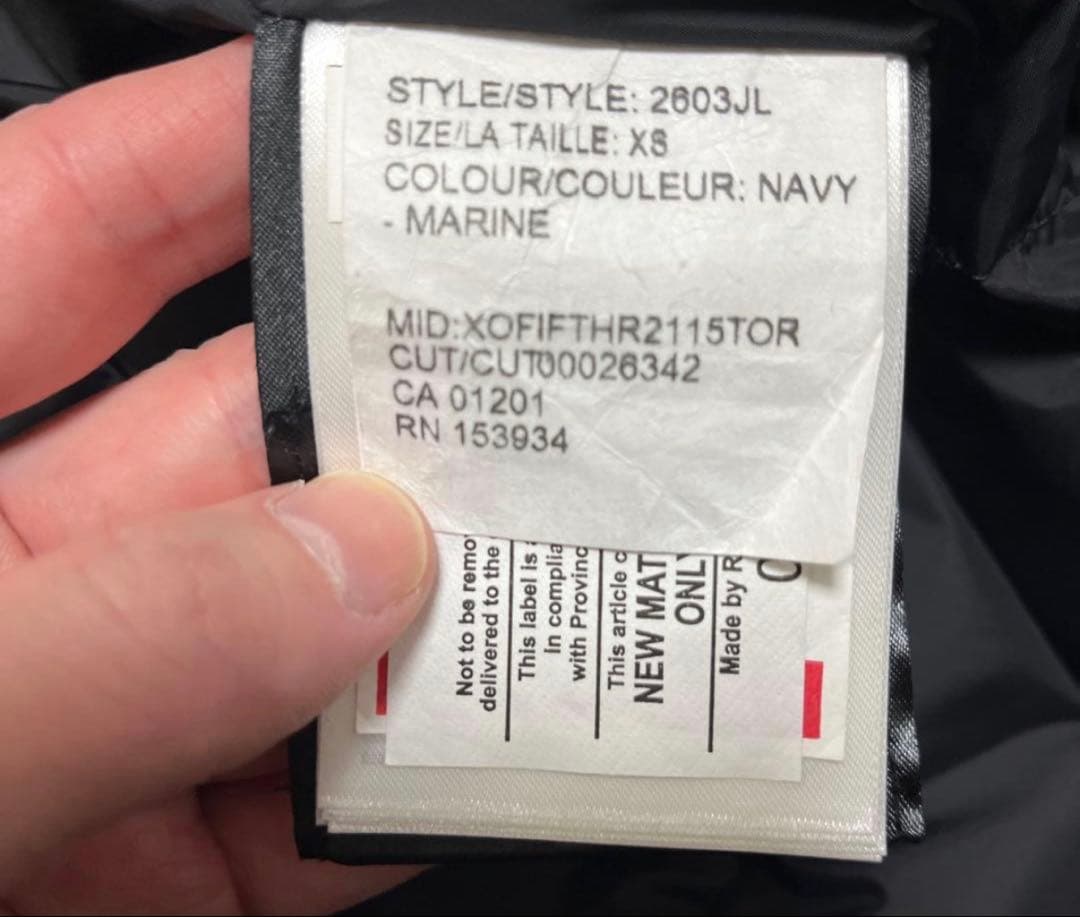 STYLE/STYLE: 2603JL
SIZE/LA TAILLE: XS
COLOUR/COULEUR: NAVY
- MARINE
MID:XOFIFTHR2115TOR
CUT/CUT00026342
CA 01201
RN 153934
Not to be remo
delivered to the
This label is
In complia
with Provinc
This article c
NEW MAT
ONLY
Made by R